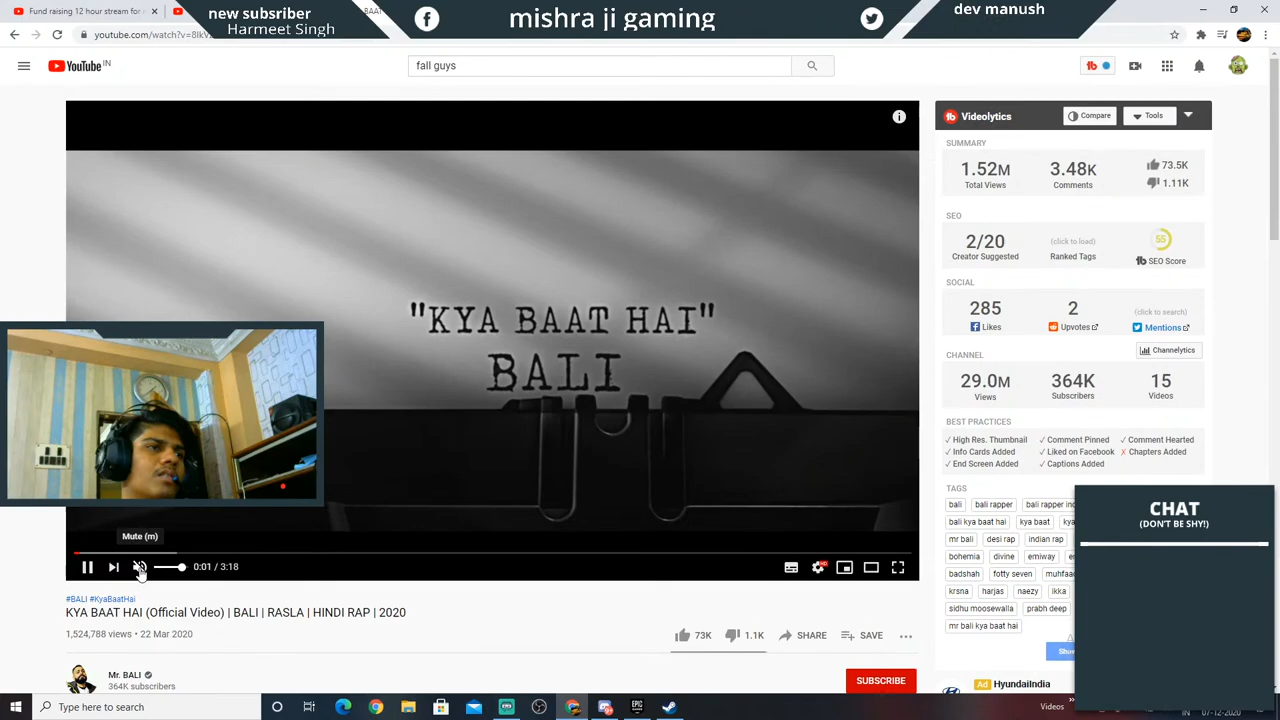 Fund raising 12 hour stream for
BAAT
new subsriber
Harmeet Singh
mishra ji gaming
dev manush
youtube.com/watch?v=8lkV
YouTube IN
fall guys
"KYA BAAT HAI"
BALI
Mute (m)
0:01 / 3:18
#BALI #KyaBaatHai
KYA BAAT HAI (Official Video) | BALI | RASLA | HINDI RAP | 2020
1,524,788 views • 22 Mar 2020
73K
1.1K
SHARE
SAVE
Mr. BALI
364K subscribers
SUBSCRIBE
Videolytics
Compare
Tools
SUMMARY
1.52M
Total Views
3.48K
Comments
73.5K
1.11K
SEO
2/20
Creator Suggested
(click to load)
Ranked Tags
55
SEO Score
SOCIAL
285
Likes
2
Upvotes
(click to search)
Mentions
Channelytics
CHANNEL
29.0M
Views
364K
Subscribers
15
Videos
BEST PRACTICES
High Res. Thumbnail
Comment Pinned
Comment Hearted
Info Cards Added
Liked on Facebook
Chapters Added
End Screen Added
Captions Added
TAGS
bali
bali rapper
bali kya baat hai
kya baat
mr bali
desi rap
indian rap
bohemia
divine
emiway
badshah
fotty seven
krsna
harjas
naezy
ikka
sidhu moosewalla
prabh deep
mr bali kya baat hai
CHAT
(DON'T BE SHY!)
Ad HyundaiIndia
Type here to search
Videos
IN
07-12-2020